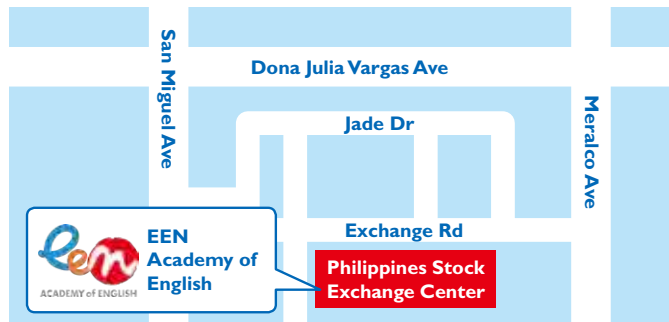 Dona Julia Vargas Ave
San Miguel Ave
Jade Dr
Meralco Ave
Exchange Rd
een
ACADEMY of ENGLISH
EEN
Academy of
English
Philippines Stock
Exchange Center